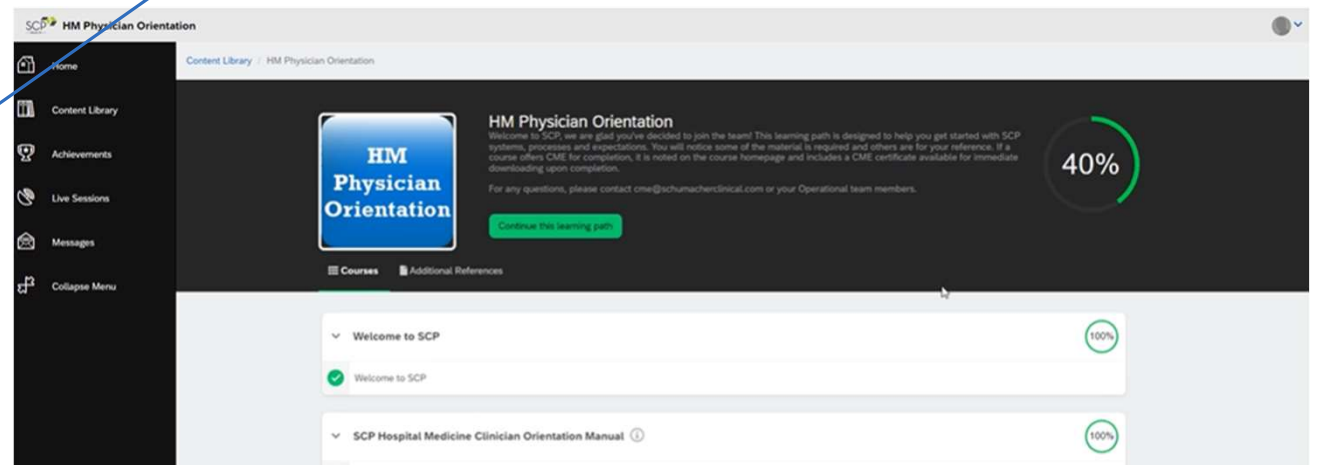 SCP HM Physician Orientation
Home
Content Library
Achievements
Live Sessions
Messages
Collapse Menu
Content Library / HM Physician Orientation
HM
Physician
Orientation
HM Physician Orientation
Welcome to SCP, we are glad you've decided to join the team! This learning path is designed to help you get started with SCP
systems, processes and expectations. You will notice some of the material is required and others are for your reference. If a
course offers CME for completion, it is noted on the course homepage and includes a CME certificate available for immediate
downloading upon completion.
For any questions, please contact cme@schumacherclinical.com or your Operational team members.
Continue this learning path
40%
Courses Additional References
Welcome to SCP 100%
Welcome to SCP
SCP Hospital Medicine Clinician Orientation Manual 100%